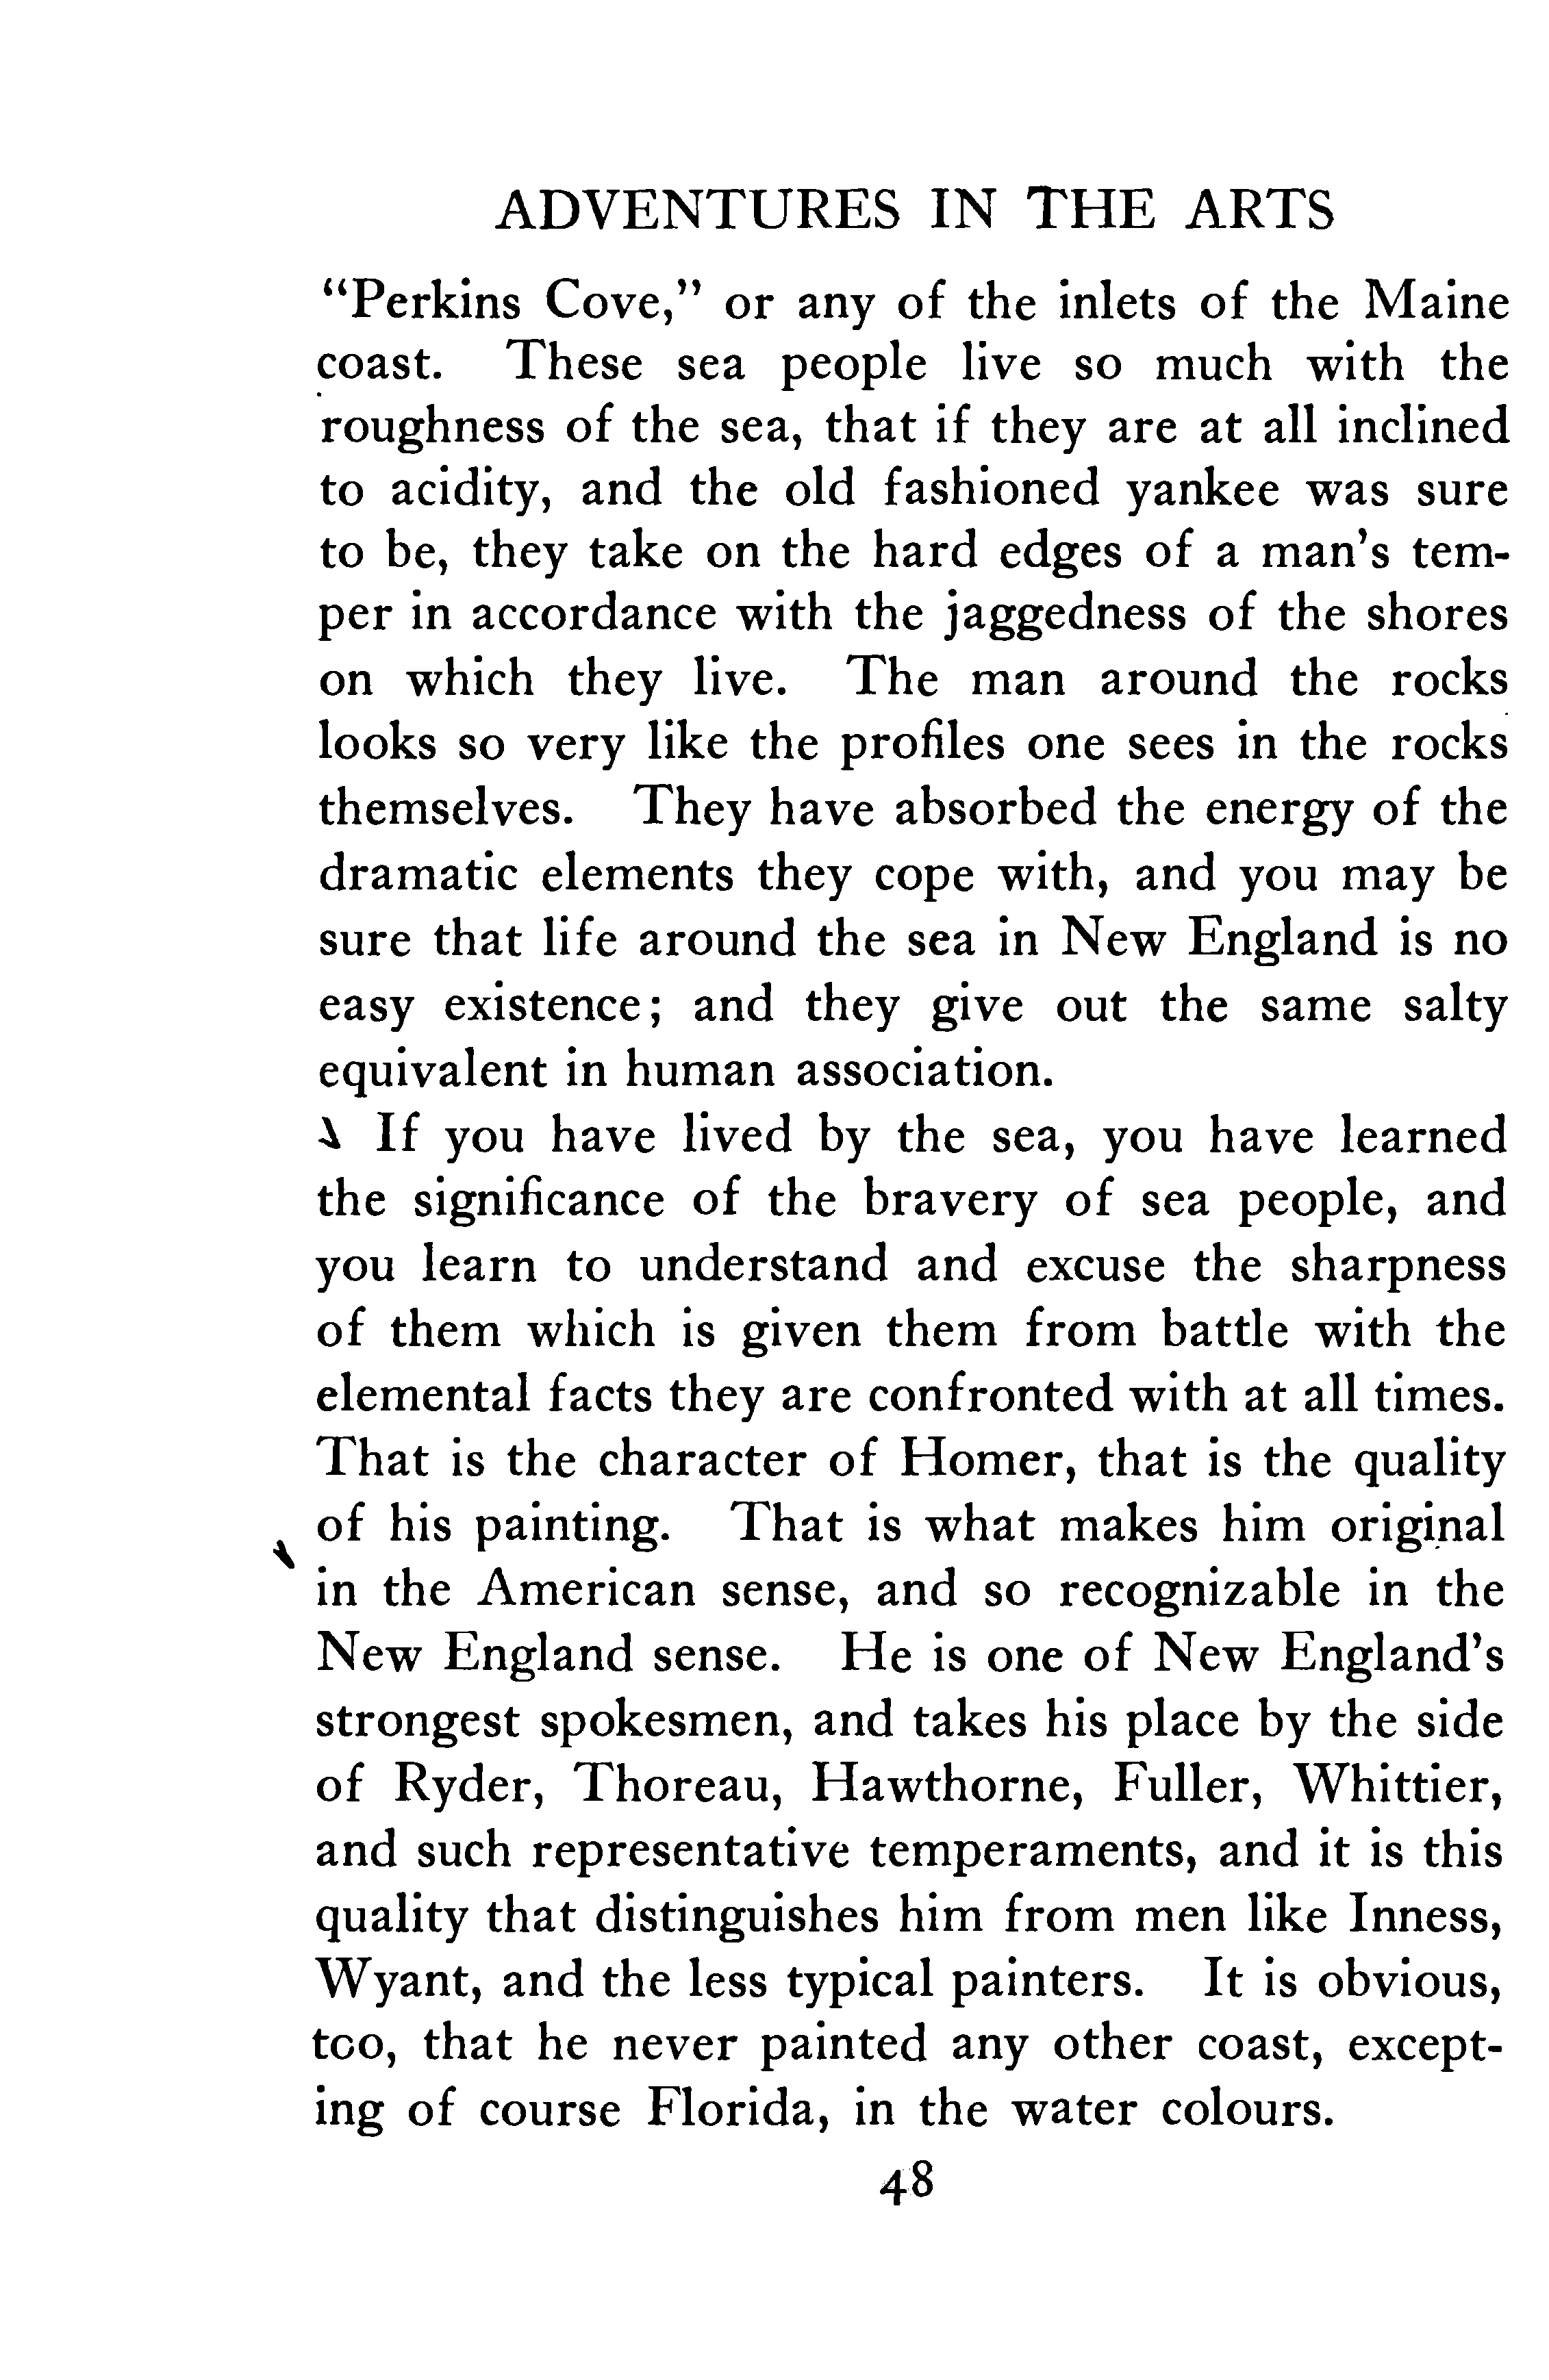 ADVENTURES IN THE ARTS
“Perkins Cove,” or any of the inlets of the Maine
coast. These sea people live so much with the
roughness of the sea, that if they are at all inclined
to acidity, and the old fashioned yankee was sure
to be, they take on the hard edges of a man’s tem-
per in accordance with the jaggedness of the shores
on which they live. The man around the rocks
looks so very like the profiles one sees in the rocks
themselves. They have absorbed the energy of the
dramatic elements they cope with, and you may be
sure that life around the sea in New England is no
easy existence; and they give out the same salty
equivalent in human association.
If you have lived by the sea, you have learned
the significance of the bravery of sea people, and
you learn to understand and excuse the sharpness
of them which is given them from battle with the
elemental facts they are confronted with at all times.
That is the character of Homer, that is the quality
of his painting. That is what makes him original
in the American sense, and so recognizable in the
New England sense. He is one of New England’s
strongest spokesmen, and takes his place by the side
of Ryder, Thoreau, Hawthorne, Fuller, Whittier,
and such representative temperaments, and it is this
quality that distinguishes him from men like Inness,
Wyant, and the less typical painters. It is obvious,
too, that he never painted any other coast, except-
ing of course Florida, in the water colours.
48